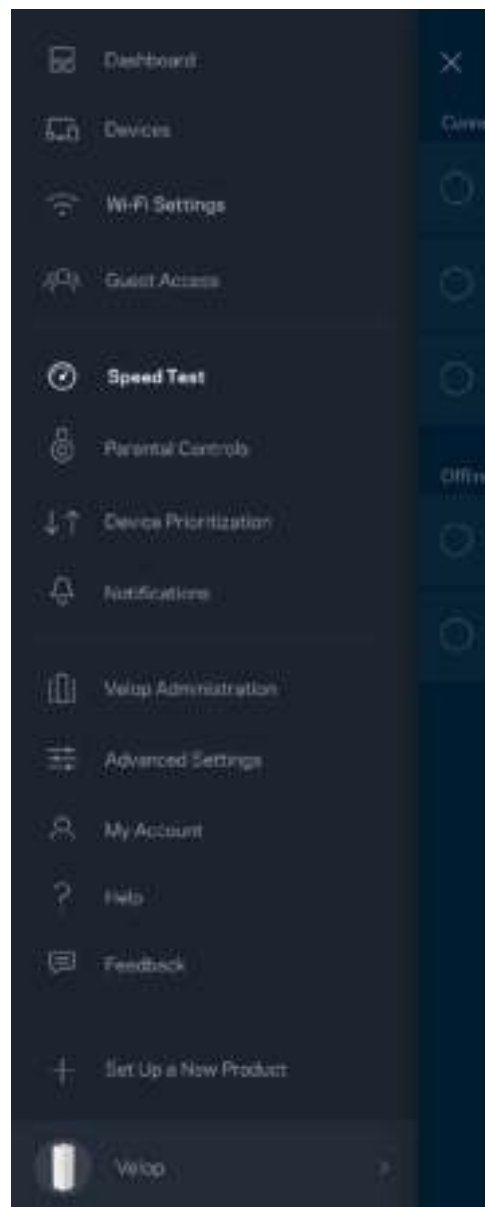 Dashboard
Devices
Wi-Fi Settings
Guest Access
Speed Test
Parental Controls
Device Prioritization
Notifications
Velop Administration
Advanced Settings
My Account
Help
Feedback
Set Up a New Product
Velop